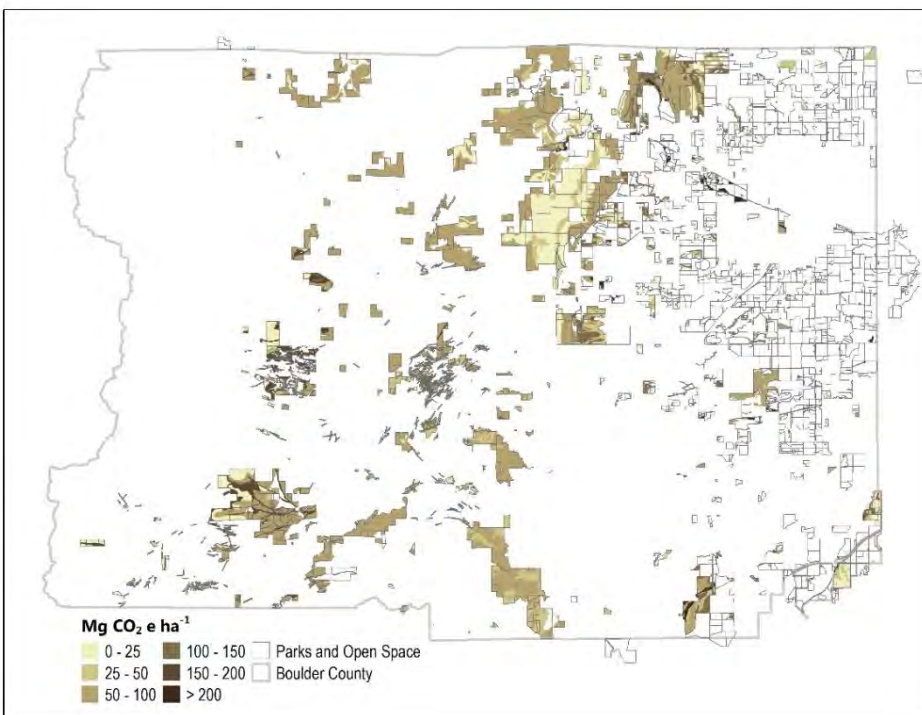 Mg CO₂ e ha⁻¹
0 - 25
25 - 50
50 - 100
100 - 150
150 - 200
> 200
Parks and Open Space
Boulder County